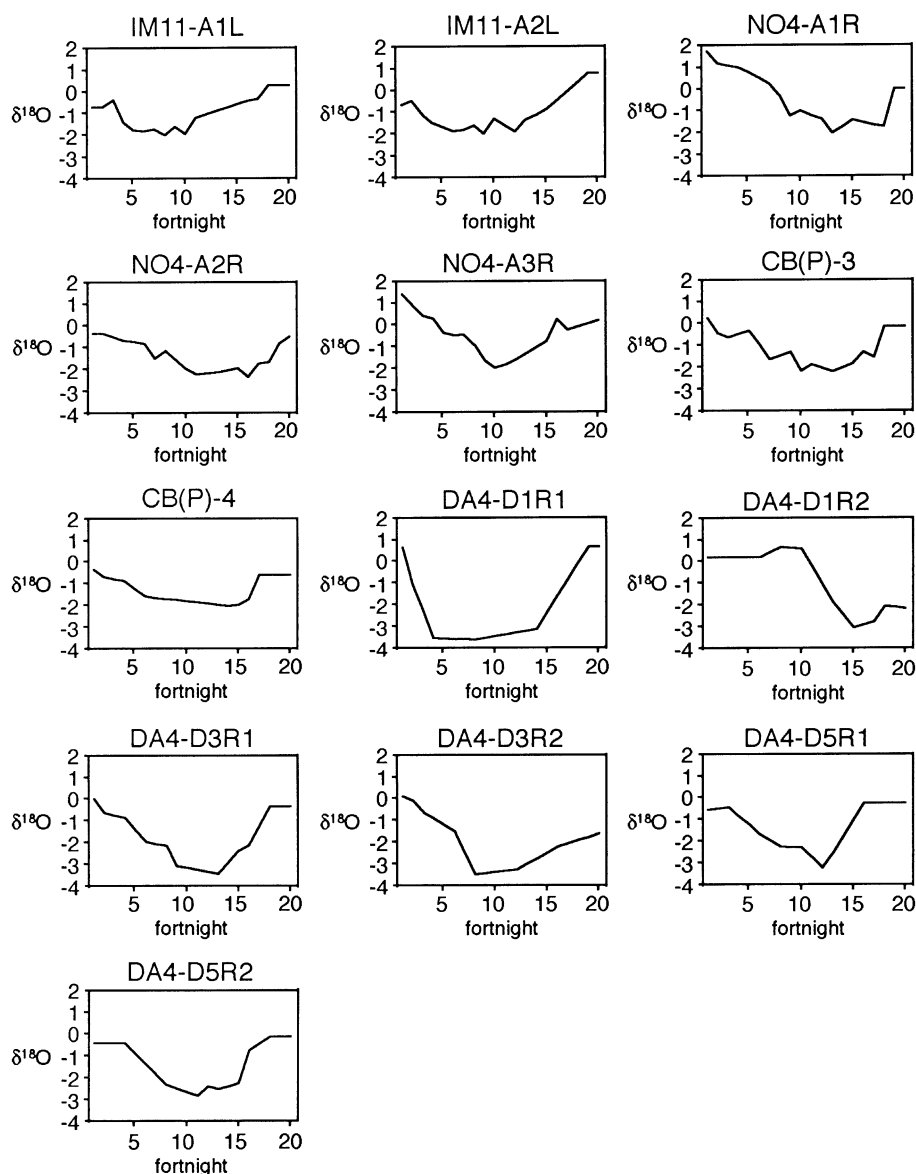 IM11-A1L
2
1
0
δ¹⁸O -1
-2
-3
-4
5 10 15 20
fortnight
IM11-A2L
2
1
0
δ¹⁸O -1
-2
-3
-4
5 10 15 20
fortnight
NO4-A1R
2
1
0
δ¹⁸O -1
-2
-3
-4
5 10 15 20
fortnight
NO4-A2R
2
1
0
δ¹⁸O -1
-2
-3
-4
5 10 15 20
fortnight
NO4-A3R
2
1
0
δ¹⁸O -1
-2
-3
-4
5 10 15 20
fortnight
CB(P)-3
2
1
0
δ¹⁸O -1
-2
-3
-4
5 10 15 20
fortnight
CB(P)-4
2
1
0
δ¹⁸O -1
-2
-3
-4
5 10 15 20
fortnight
DA4-D1R1
2
1
0
δ¹⁸O -1
-2
-3
-4
5 10 15 20
fortnight
DA4-D1R2
2
1
0
δ¹⁸O -1
-2
-3
-4
5 10 15 20
fortnight
DA4-D3R1
2
1
0
δ¹⁸O -1
-2
-3
-4
5 10 15 20
fortnight
DA4-D3R2
2
1
0
δ¹⁸O -1
-2
-3
-4
5 10 15 20
fortnight
DA4-D5R1
2
1
0
δ¹⁸O -1
-2
-3
-4
5 10 15 20
fortnight
DA4-D5R2
2
1
0
δ¹⁸O -1
-2
-3
-4
5 10 15 20
fortnight